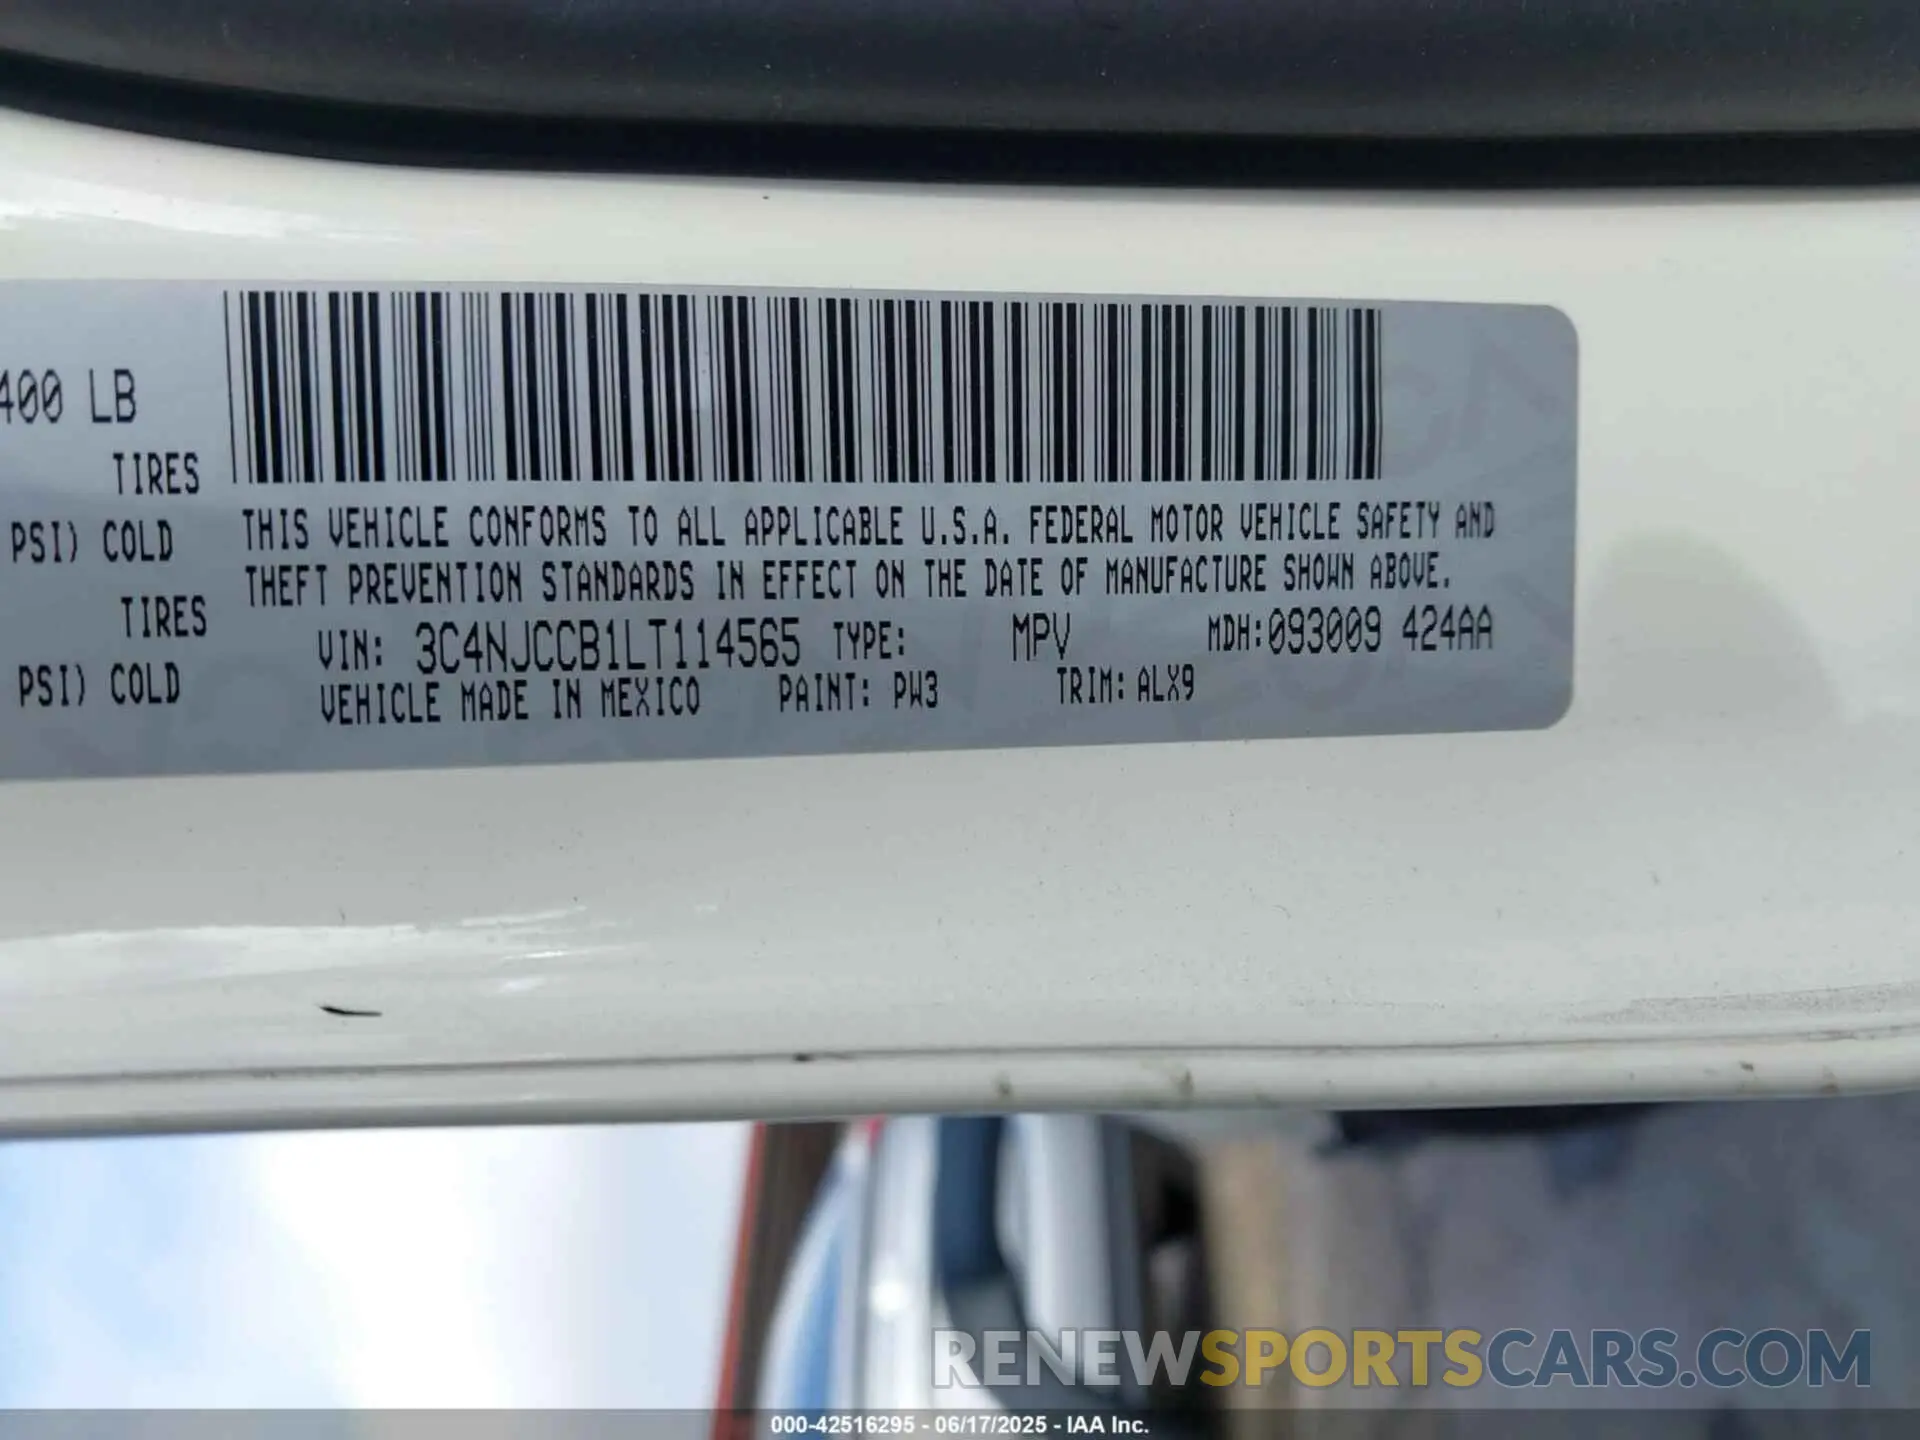 400 LB
TIRES
PSI) COLD
TIRES
PSI) COLD
THIS VEHICLE CONFORMS TO ALL APPLICABLE U.S.A. FEDERAL MOTOR VEHICLE SAFETY AND
THEFT PREVENTION STANDARDS IN EFFECT ON THE DATE OF MANUFACTURE SHOWN ABOVE.
VIN: 3C4NJCCB1LT114565 TYPE: MPV MDH:093009 424AA
VEHICLE MADE IN MEXICO PAINT: PW3 TRIM: ALX9
RENEWSPORTSCARS.COM
000-42516295 - 06/17/2025 - IAA Inc.